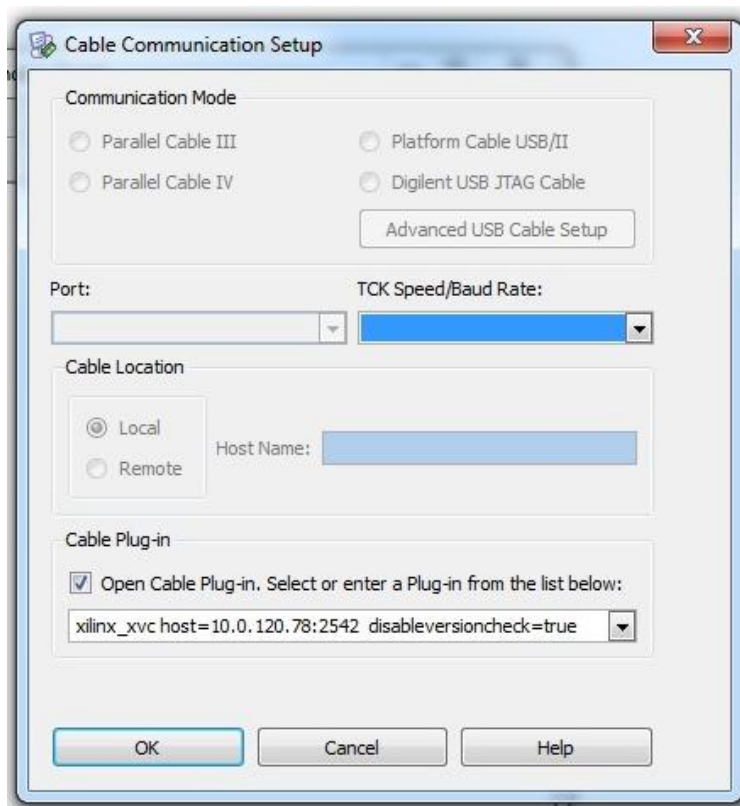 Cable Communication Setup
Communication Mode
Parallel Cable III
Platform Cable USB/II
Parallel Cable IV
Digilent USB JTAG Cable
Advanced USB Cable Setup
Port:
TCK Speed/Baud Rate:
Cable Location
Local
Host Name:
Remote
Cable Plug-in
Open Cable Plug-in. Select or enter a Plug-in from the list below:
xilinx_xvc host=10.0.120.78:2542 disableversioncheck=true
OK Cancel Help